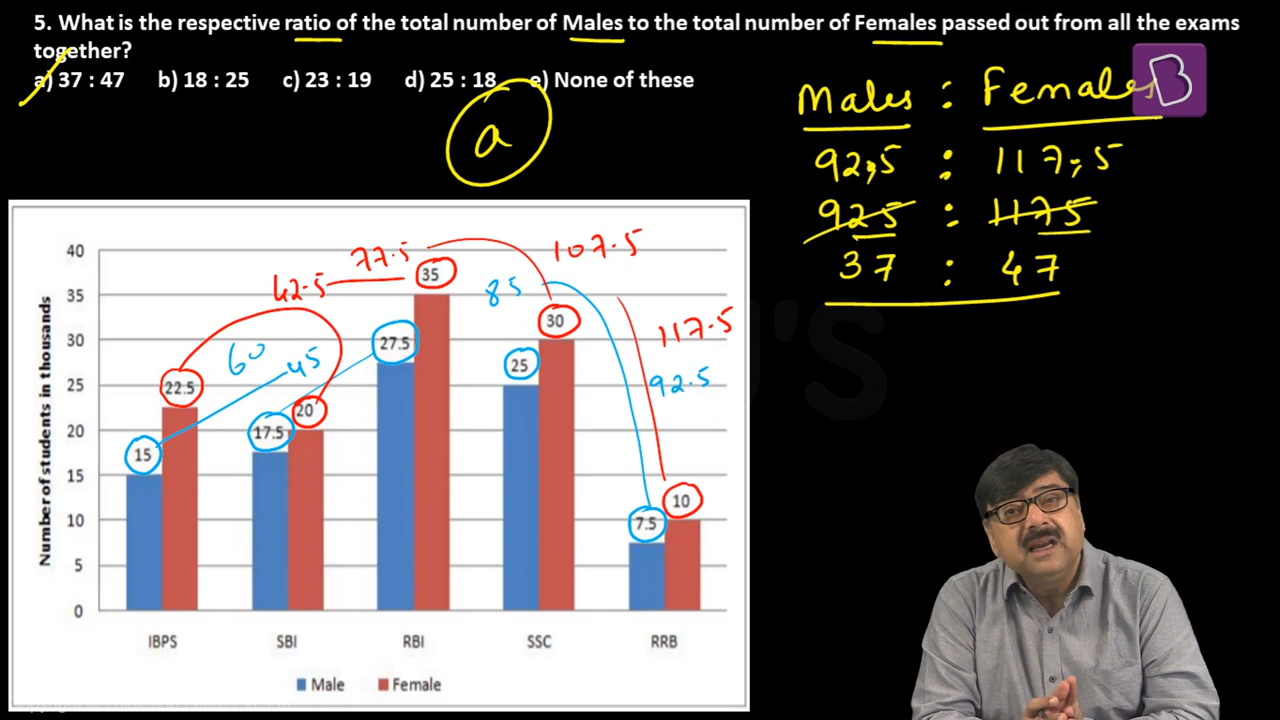 5. What is the respective ratio of the total number of Males to the total number of Females passed out from all the exams
together?
a) 37 : 47 b) 18 : 25 c) 23 : 19 d) 25 : 18 e) None of these
a
Males : Females
92.5 : 117.5
925 : 1175
37 : 47
B
Number of students in thousands
40
35
30
25
20
15
10
5
0
15
22.5
17.5
20
27.5
35
25
30
7.5
10
42.5
77.5
107.5
117.5
45
60
85
92.5
IBPS SBI RBI SSC RRB
Male Female